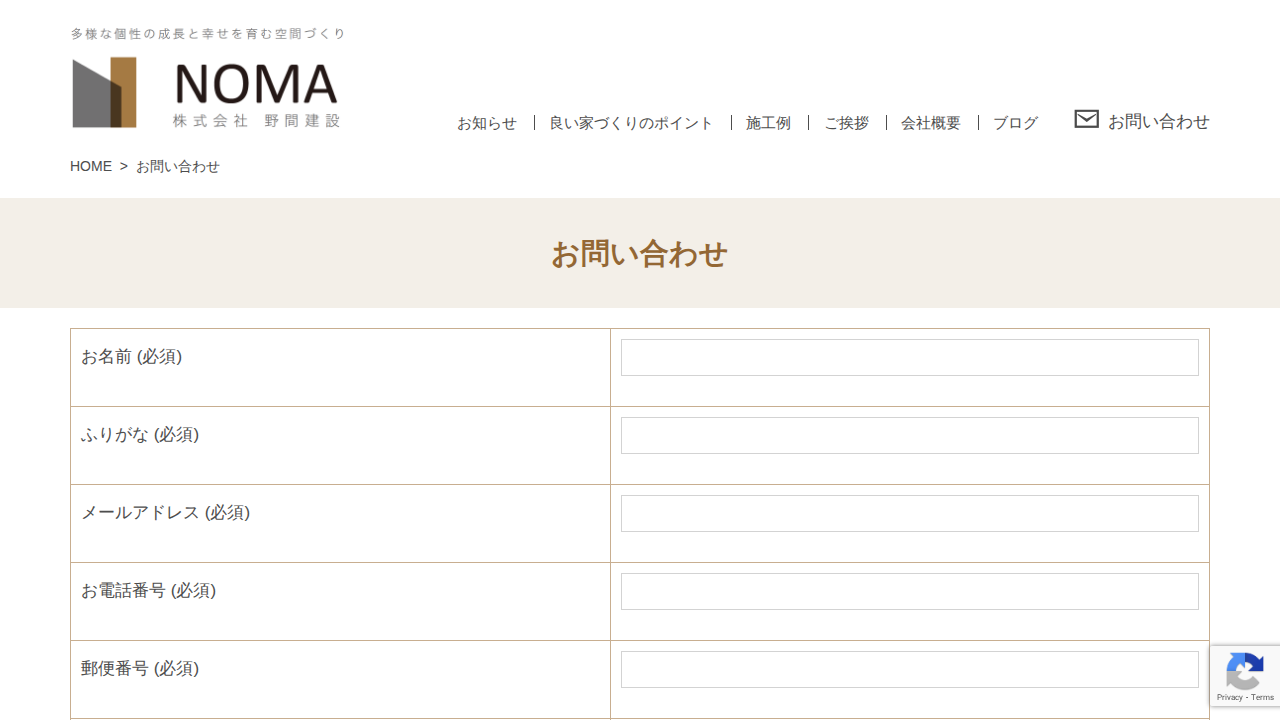 多様な個性の成長と幸せを育む空間づくり
NOMA
株式会社 野間建設
お知らせ
良い家づくりのポイント
施工例
ご挨拶
会社概要
ブログ
お問い合わせ
HOME > お問い合わせ
お問い合わせ
お名前 (必須)
ふりがな (必須)
メールアドレス (必須)
お電話番号 (必須)
郵便番号 (必須)
Privacy - Terms